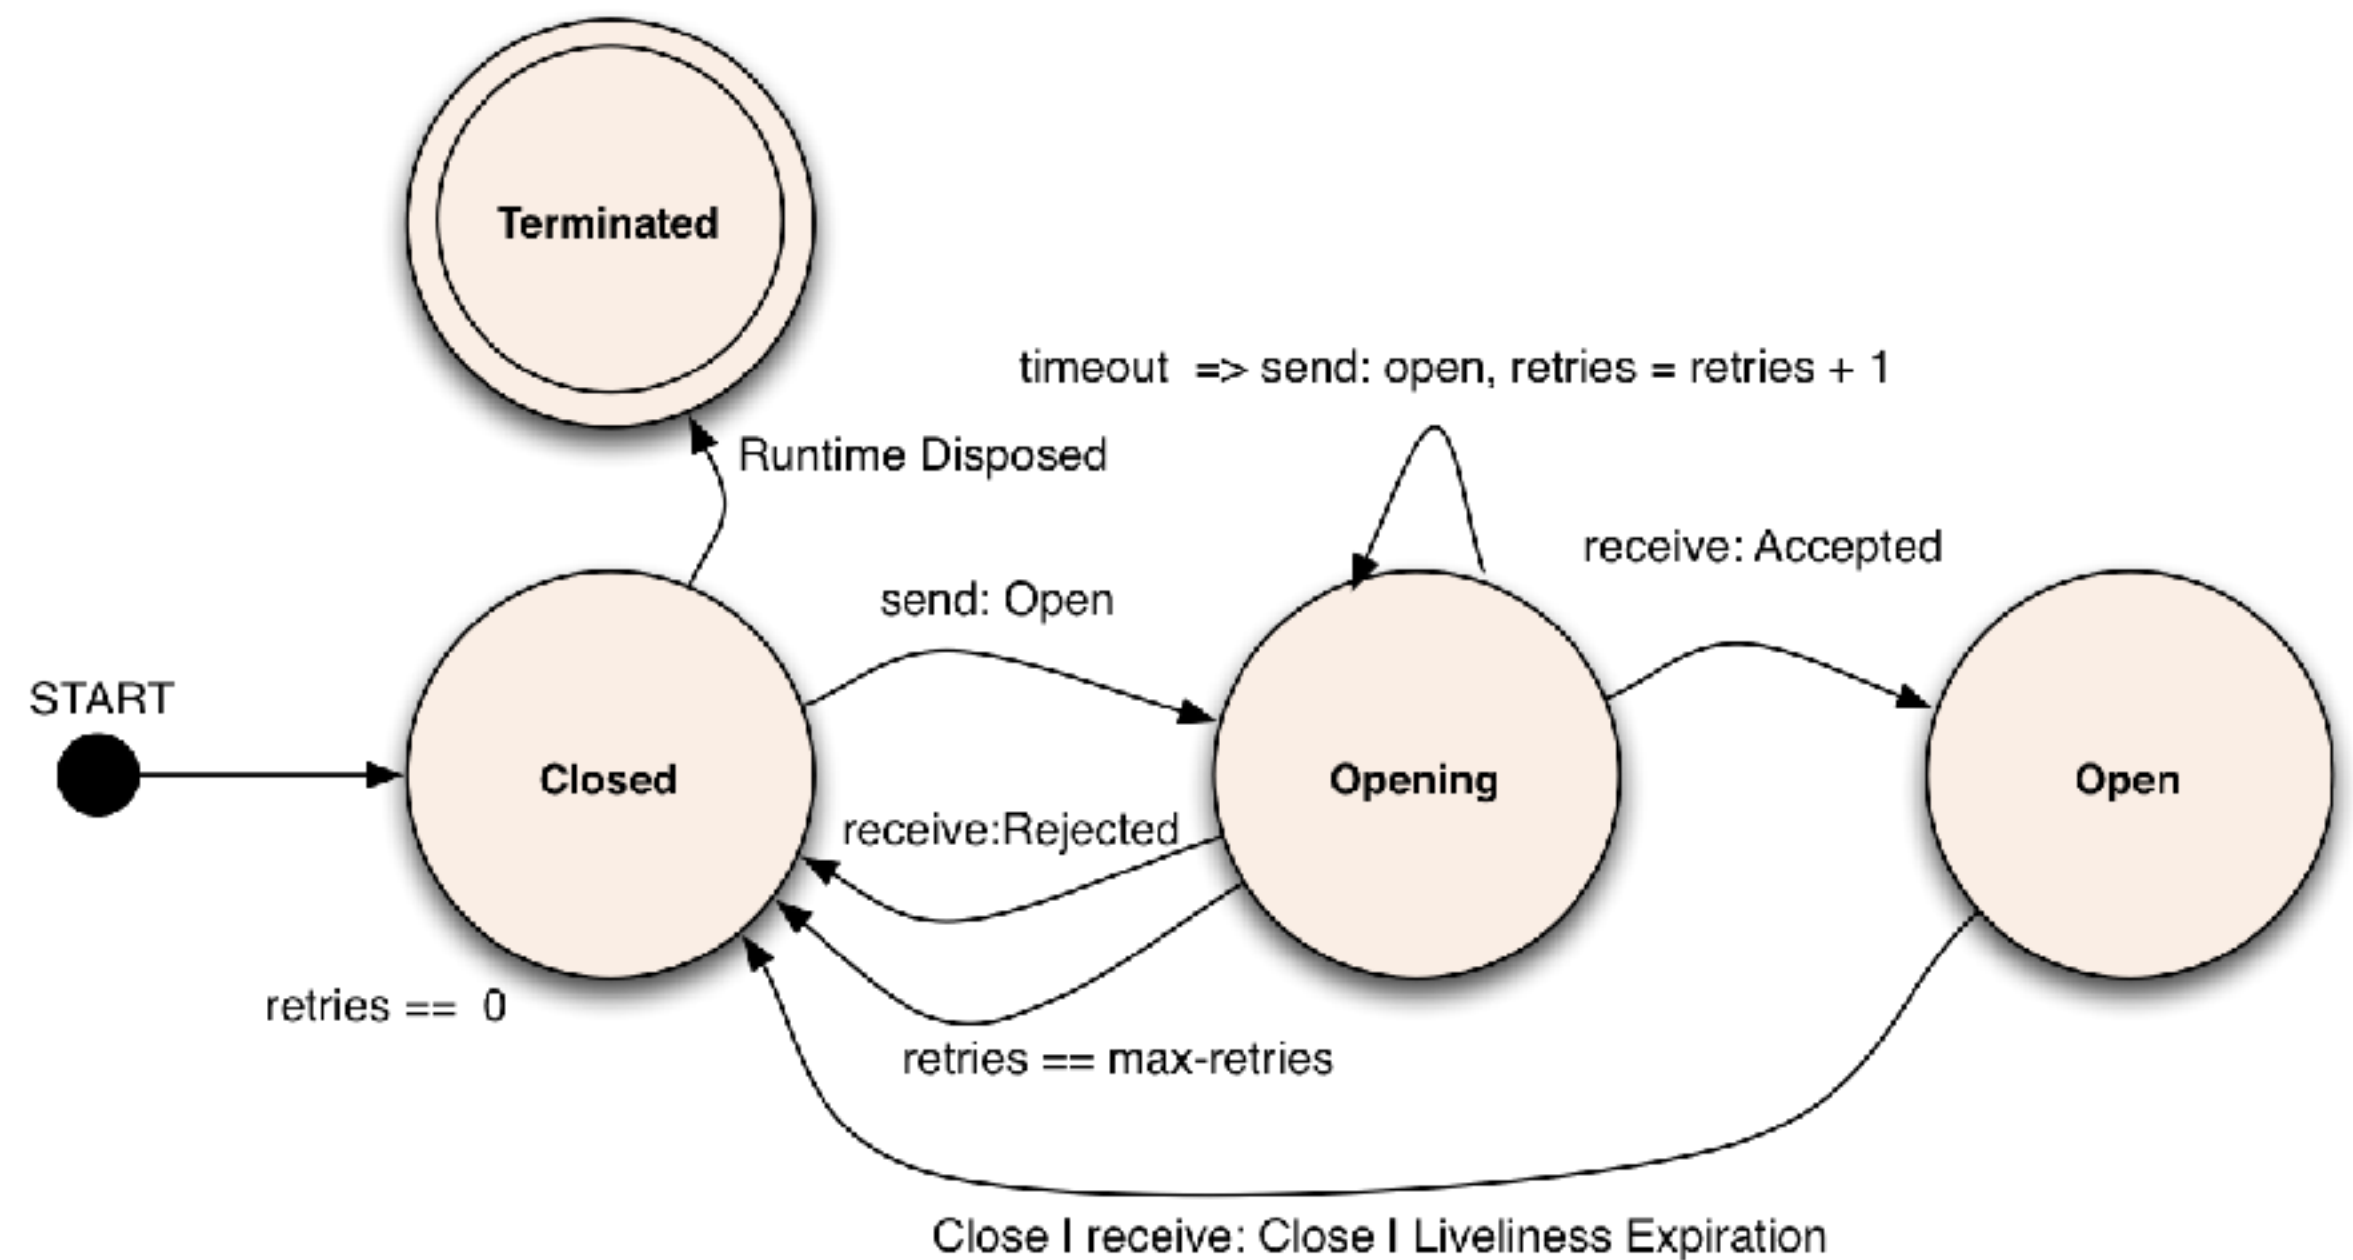 Terminated
timeout => send: open, retries = retries + 1
Runtime Disposed
receive: Accepted
send: Open
START
Closed
Opening
Open
receive:Rejected
retries == 0
retries == max-retries
Close | receive: Close | Liveliness Expiration